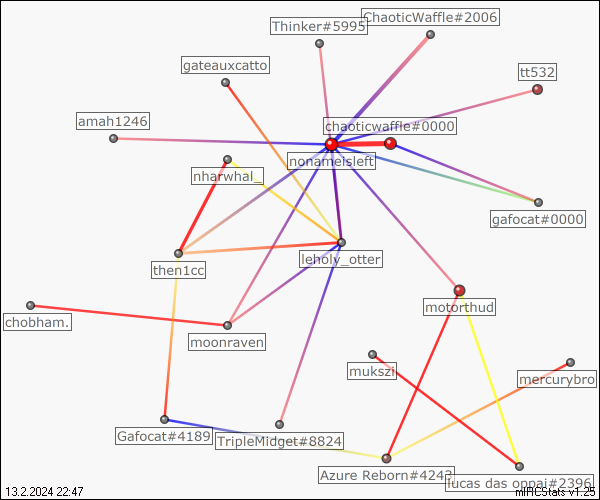 ChaoticWaffle#2006
Thinker#5995
gateauxcatto
tt532
amah1246
chaoticwaffle#0000
nonameisleft
nharwhal_
gafocat#0000
leholy_otter
then1cc
motorthud
chobham.
moonraven
mukszi
mercurybro
Gafocat#4189
TripleMidget#8824
Azure Reborn#4243
lucas das oppai#2396
13.2.2024 22:47
mIRCStats v1.25